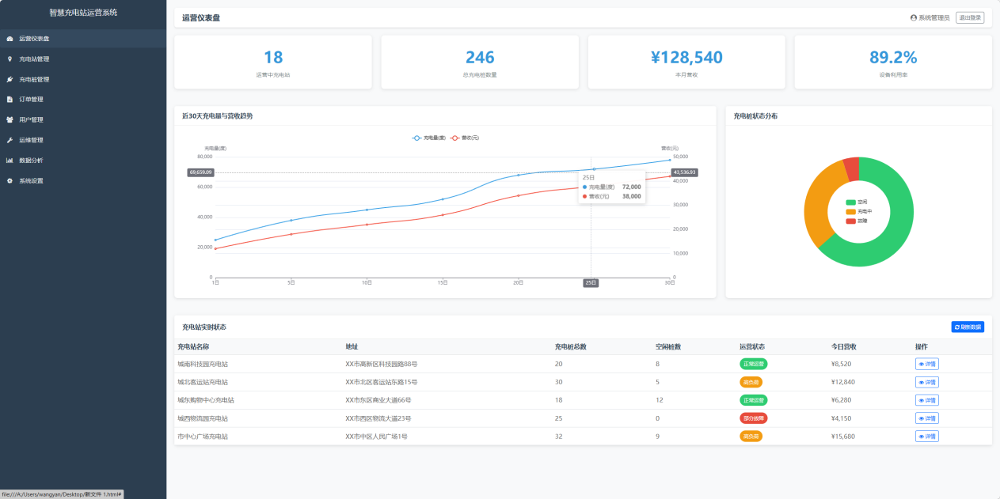 智慧充电站运营系统
运营仪表盘
充电站管理
充电桩管理
订单管理
用户管理
运维管理
数据分析
系统设置
运营仪表盘
系统管理员 退出登录
18
运营中充电站
246
总充电桩数量
¥128,540
本月营收
89.2%
设备利用率
近30天充电量与营收趋势
充电量(度) 营收(元)
充电量(度) 营收(元)
80,000 50,000
69,659.09 43,536.93
60,000 40,000
40,000 30,000
20,000 20,000
10,000
0 0
25日
充电量(度) 72,000
营收(元) 38,000
1日 5日 10日 15日 20日 25日 30日
充电桩状态分布
空闲
充电中
故障
充电站实时状态 刷新数据
充电站名称 地址 充电桩总数 空闲桩数 运营状态 今日营收 操作
城南科技园充电站 XX市高新区科技园路88号 20 8 正常运营 ¥8,520 详情
城北客运站充电站 XX市北区客运站东路15号 30 5 高负荷 ¥12,840 详情
城东购物中心充电站 XX市东区商业大道66号 18 12 正常运营 ¥6,280 详情
城西物流园充电站 XX市西区物流大道23号 25 0 部分故障 ¥4,150 详情
市中心广场充电站 XX市中区人民广场1号 32 9 高负荷 ¥15,680 详情
file:///A:/Users/wangyan/Desktop/新文件 1.html#